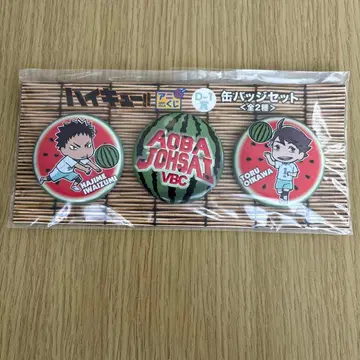 ハイキュー!!
アニくじ
D-1
賞
缶バッジセット
<全2種>
HAJIME
IWAIZUMI
AOBA
JOHSAI
VBC
TORU
OIKAWA